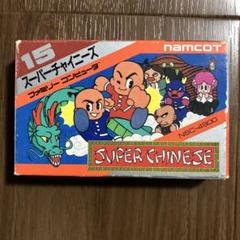 15
スーパーチャイニーズ
ファミリー コンピュータ
namcot
NSC-4900
SUPER CHINESE